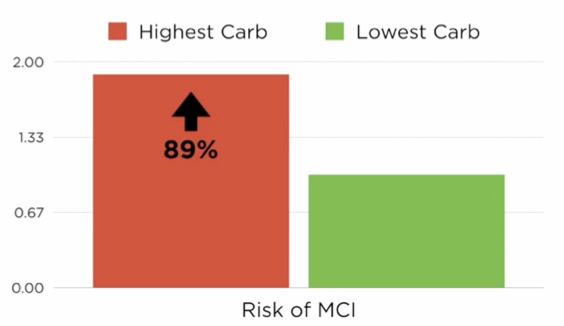 Highest Carb Lowest Carb
2.00
89%
1.33
0.67
0.00
Risk of MCI